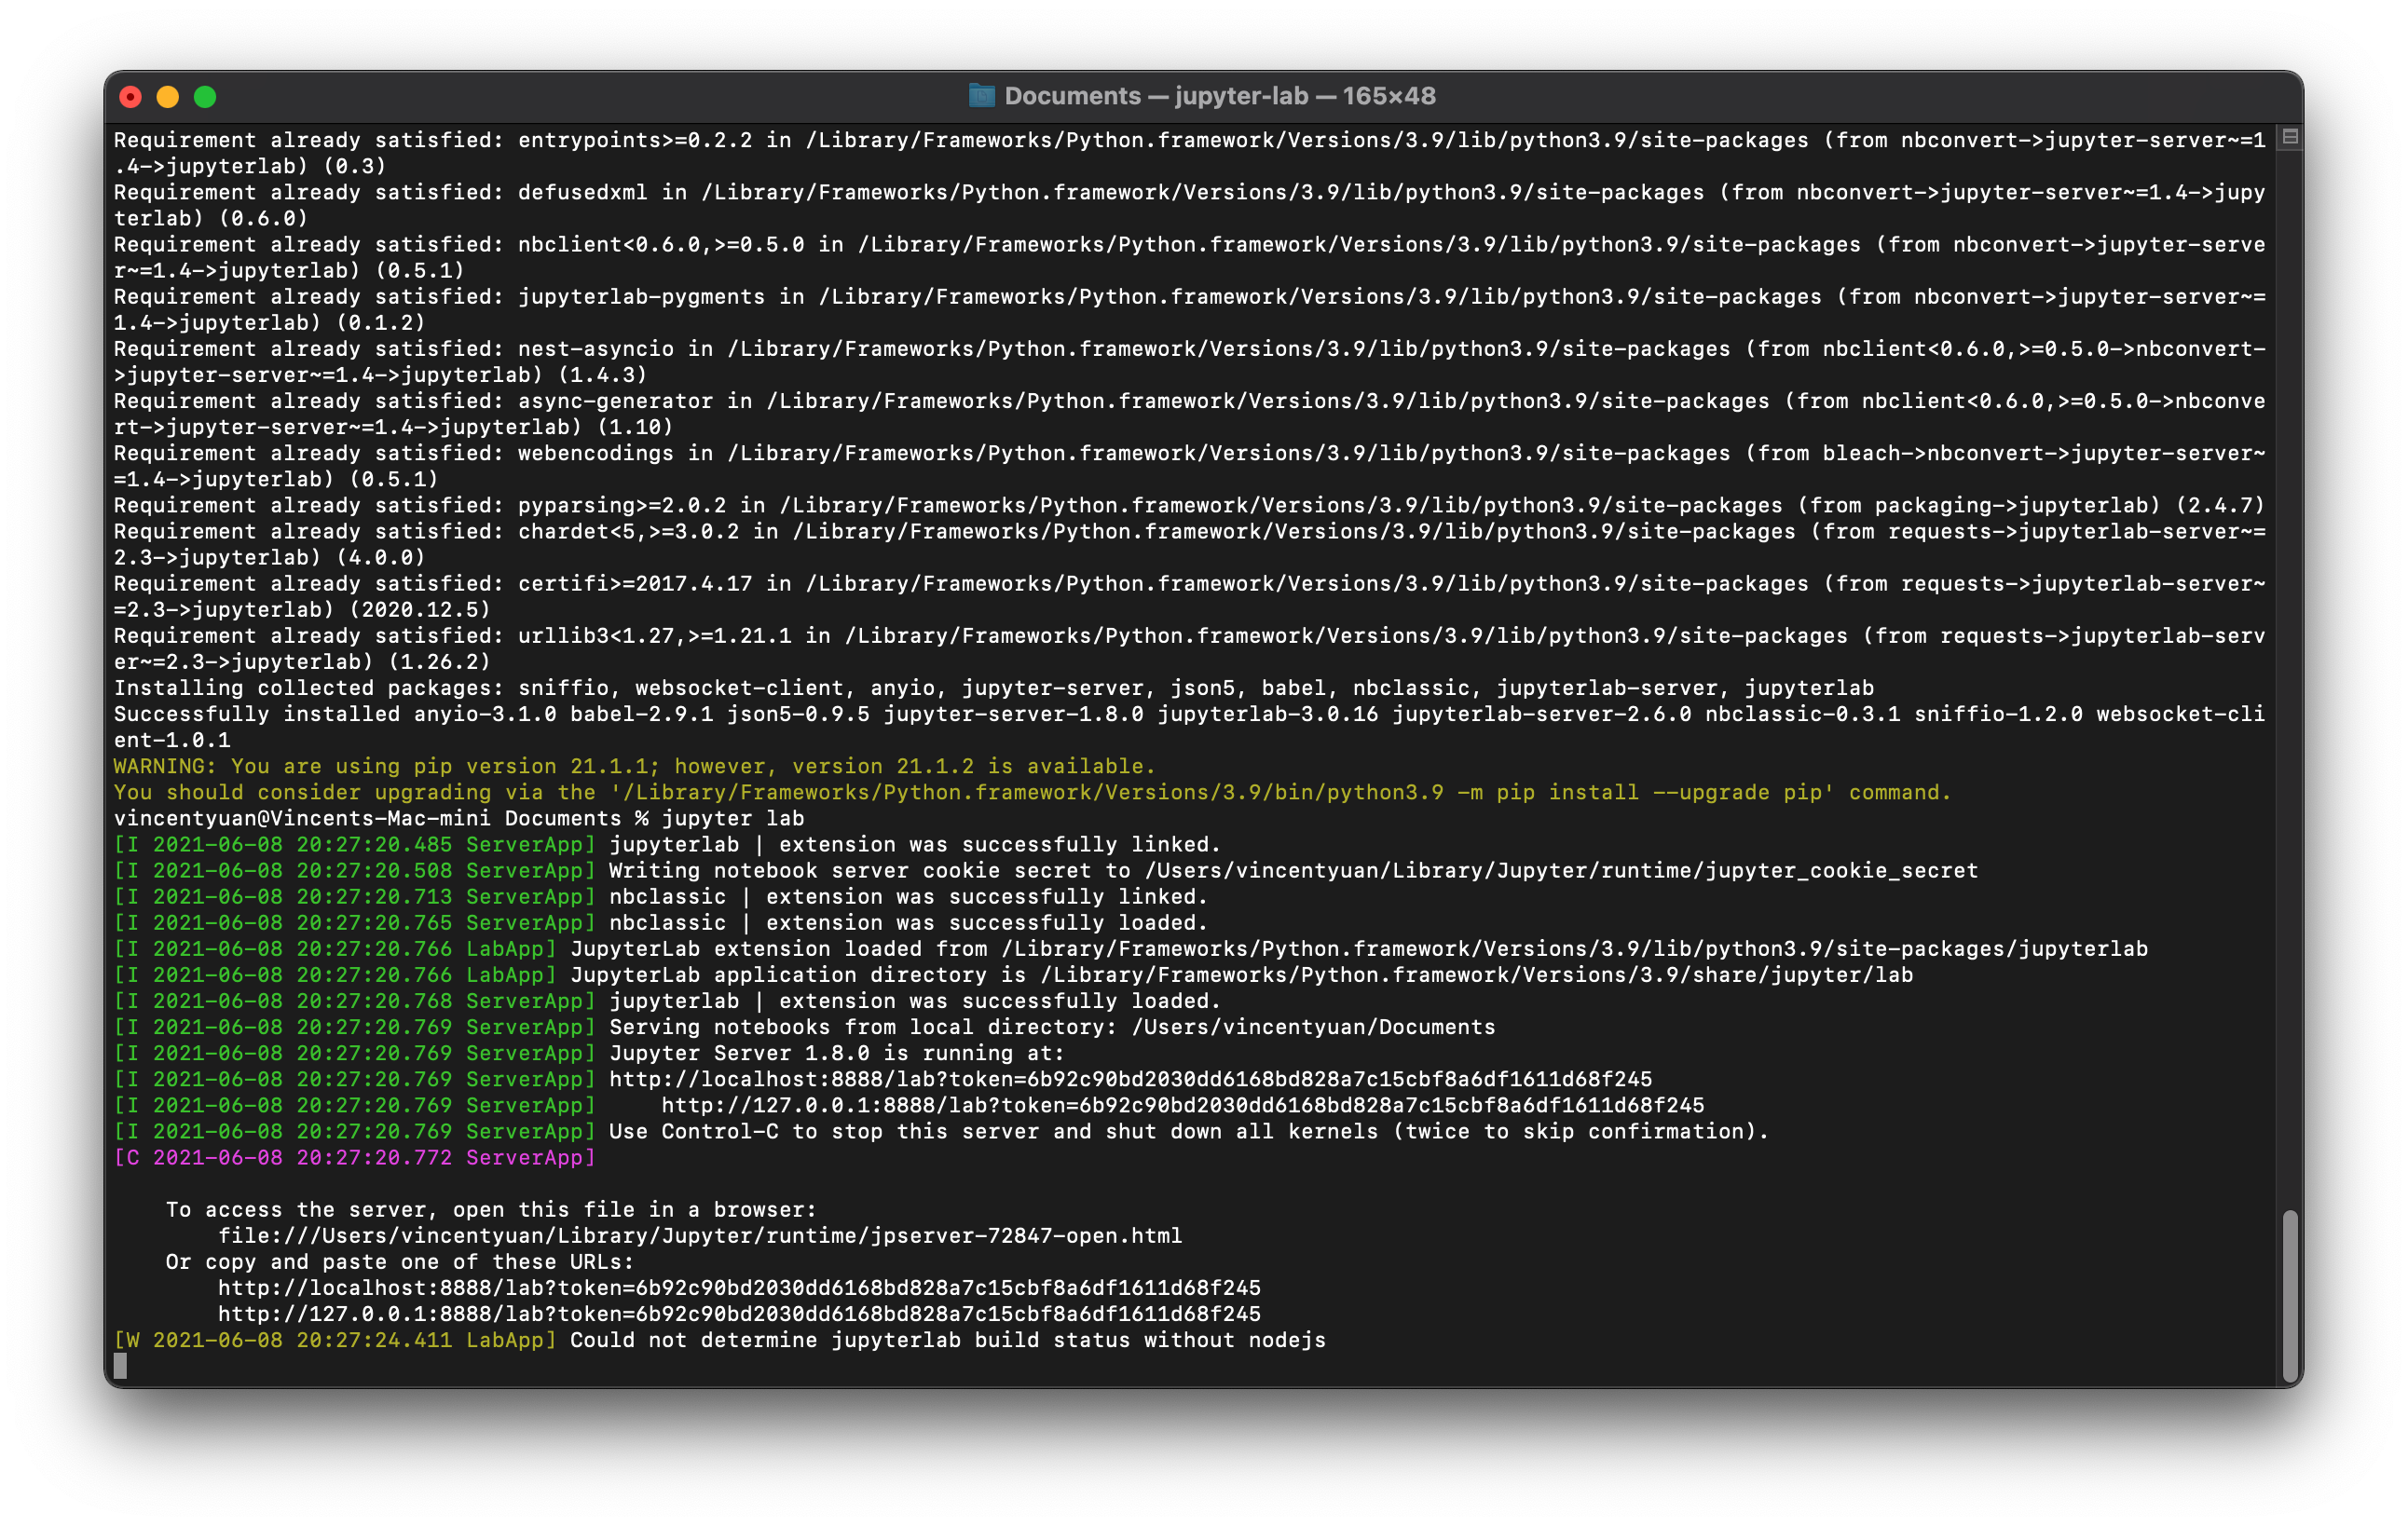 Documents — jupyter-lab — 165×48
Requirement already satisfied: entrypoints>=0.2.2 in /Library/Frameworks/Python.framework/Versions/3.9/lib/python3.9/site-packages (from nbconvert->jupyter-server~=1
.4->jupyterlab) (0.3)
Requirement already satisfied: defusedxml in /Library/Frameworks/Python.framework/Versions/3.9/lib/python3.9/site-packages (from nbconvert->jupyter-server~=1.4->jupy
terlab) (0.6.0)
Requirement already satisfied: nbclient<0.6.0,>=0.5.0 in /Library/Frameworks/Python.framework/Versions/3.9/lib/python3.9/site-packages (from nbconvert->jupyter-serve
r~=1.4->jupyterlab) (0.5.1)
Requirement already satisfied: jupyterlab-pygments in /Library/Frameworks/Python.framework/Versions/3.9/lib/python3.9/site-packages (from nbconvert->jupyter-server~=
1.4->jupyterlab) (0.1.2)
Requirement already satisfied: nest-asyncio in /Library/Frameworks/Python.framework/Versions/3.9/lib/python3.9/site-packages (from nbclient<0.6.0,>=0.5.0->nbconvert-
>jupyter-server~=1.4->jupyterlab) (1.4.3)
Requirement already satisfied: async-generator in /Library/Frameworks/Python.framework/Versions/3.9/lib/python3.9/site-packages (from nbclient<0.6.0,>=0.5.0->nbconve
rt->jupyter-server~=1.4->jupyterlab) (1.10)
Requirement already satisfied: webencodings in /Library/Frameworks/Python.framework/Versions/3.9/lib/python3.9/site-packages (from bleach->nbconvert->jupyter-server~
=1.4->jupyterlab) (0.5.1)
Requirement already satisfied: pyparsing>=2.0.2 in /Library/Frameworks/Python.framework/Versions/3.9/lib/python3.9/site-packages (from packaging->jupyterlab) (2.4.7)
Requirement already satisfied: chardet<5,>=3.0.2 in /Library/Frameworks/Python.framework/Versions/3.9/lib/python3.9/site-packages (from requests->jupyterlab-server~=
2.3->jupyterlab) (4.0.0)
Requirement already satisfied: certifi>=2017.4.17 in /Library/Frameworks/Python.framework/Versions/3.9/lib/python3.9/site-packages (from requests->jupyterlab-server~
=2.3->jupyterlab) (2020.12.5)
Requirement already satisfied: urllib3<1.27,>=1.21.1 in /Library/Frameworks/Python.framework/Versions/3.9/lib/python3.9/site-packages (from requests->jupyterlab-serv
er~=2.3->jupyterlab) (1.26.2)
Installing collected packages: sniffio, websocket-client, anyio, jupyter-server, json5, babel, nbclassic, jupyterlab-server, jupyterlab
Successfully installed anyio-3.1.0 babel-2.9.1 json5-0.9.5 jupyter-server-1.8.0 jupyterlab-3.0.16 jupyterlab-server-2.6.0 nbclassic-0.3.1 sniffio-1.2.0 websocket-cli
ent-1.0.1
WARNING: You are using pip version 21.1.1; however, version 21.1.2 is available.
You should consider upgrading via the '/Library/Frameworks/Python.framework/Versions/3.9/bin/python3.9 -m pip install --upgrade pip' command.
vincentyuan@Vincents-Mac-mini Documents % jupyter lab
[I 2021-06-08 20:27:20.485 ServerApp] jupyterlab | extension was successfully linked.
[I 2021-06-08 20:27:20.508 ServerApp] Writing notebook server cookie secret to /Users/vincentyuan/Library/Jupyter/runtime/jupyter_cookie_secret
[I 2021-06-08 20:27:20.713 ServerApp] nbclassic | extension was successfully linked.
[I 2021-06-08 20:27:20.765 ServerApp] nbclassic | extension was successfully loaded.
[I 2021-06-08 20:27:20.766 LabApp] JupyterLab extension loaded from /Library/Frameworks/Python.framework/Versions/3.9/lib/python3.9/site-packages/jupyterlab
[I 2021-06-08 20:27:20.766 LabApp] JupyterLab application directory is /Library/Frameworks/Python.framework/Versions/3.9/share/jupyter/lab
[I 2021-06-08 20:27:20.768 ServerApp] jupyterlab | extension was successfully loaded.
[I 2021-06-08 20:27:20.769 ServerApp] Serving notebooks from local directory: /Users/vincentyuan/Documents
[I 2021-06-08 20:27:20.769 ServerApp] Jupyter Server 1.8.0 is running at:
[I 2021-06-08 20:27:20.769 ServerApp] http://localhost:8888/lab?token=6b92c90bd2030dd6168bd828a7c15cbf8a6df1611d68f245
[I 2021-06-08 20:27:20.769 ServerApp]     http://127.0.0.1:8888/lab?token=6b92c90bd2030dd6168bd828a7c15cbf8a6df1611d68f245
[I 2021-06-08 20:27:20.769 ServerApp] Use Control-C to stop this server and shut down all kernels (twice to skip confirmation).
[C 2021-06-08 20:27:20.772 ServerApp]
    To access the server, open this file in a browser:
        file:///Users/vincentyuan/Library/Jupyter/runtime/jpserver-72847-open.html
    Or copy and paste one of these URLs:
        http://localhost:8888/lab?token=6b92c90bd2030dd6168bd828a7c15cbf8a6df1611d68f245
        http://127.0.0.1:8888/lab?token=6b92c90bd2030dd6168bd828a7c15cbf8a6df1611d68f245
[W 2021-06-08 20:27:24.411 LabApp] Could not determine jupyterlab build status without nodejs